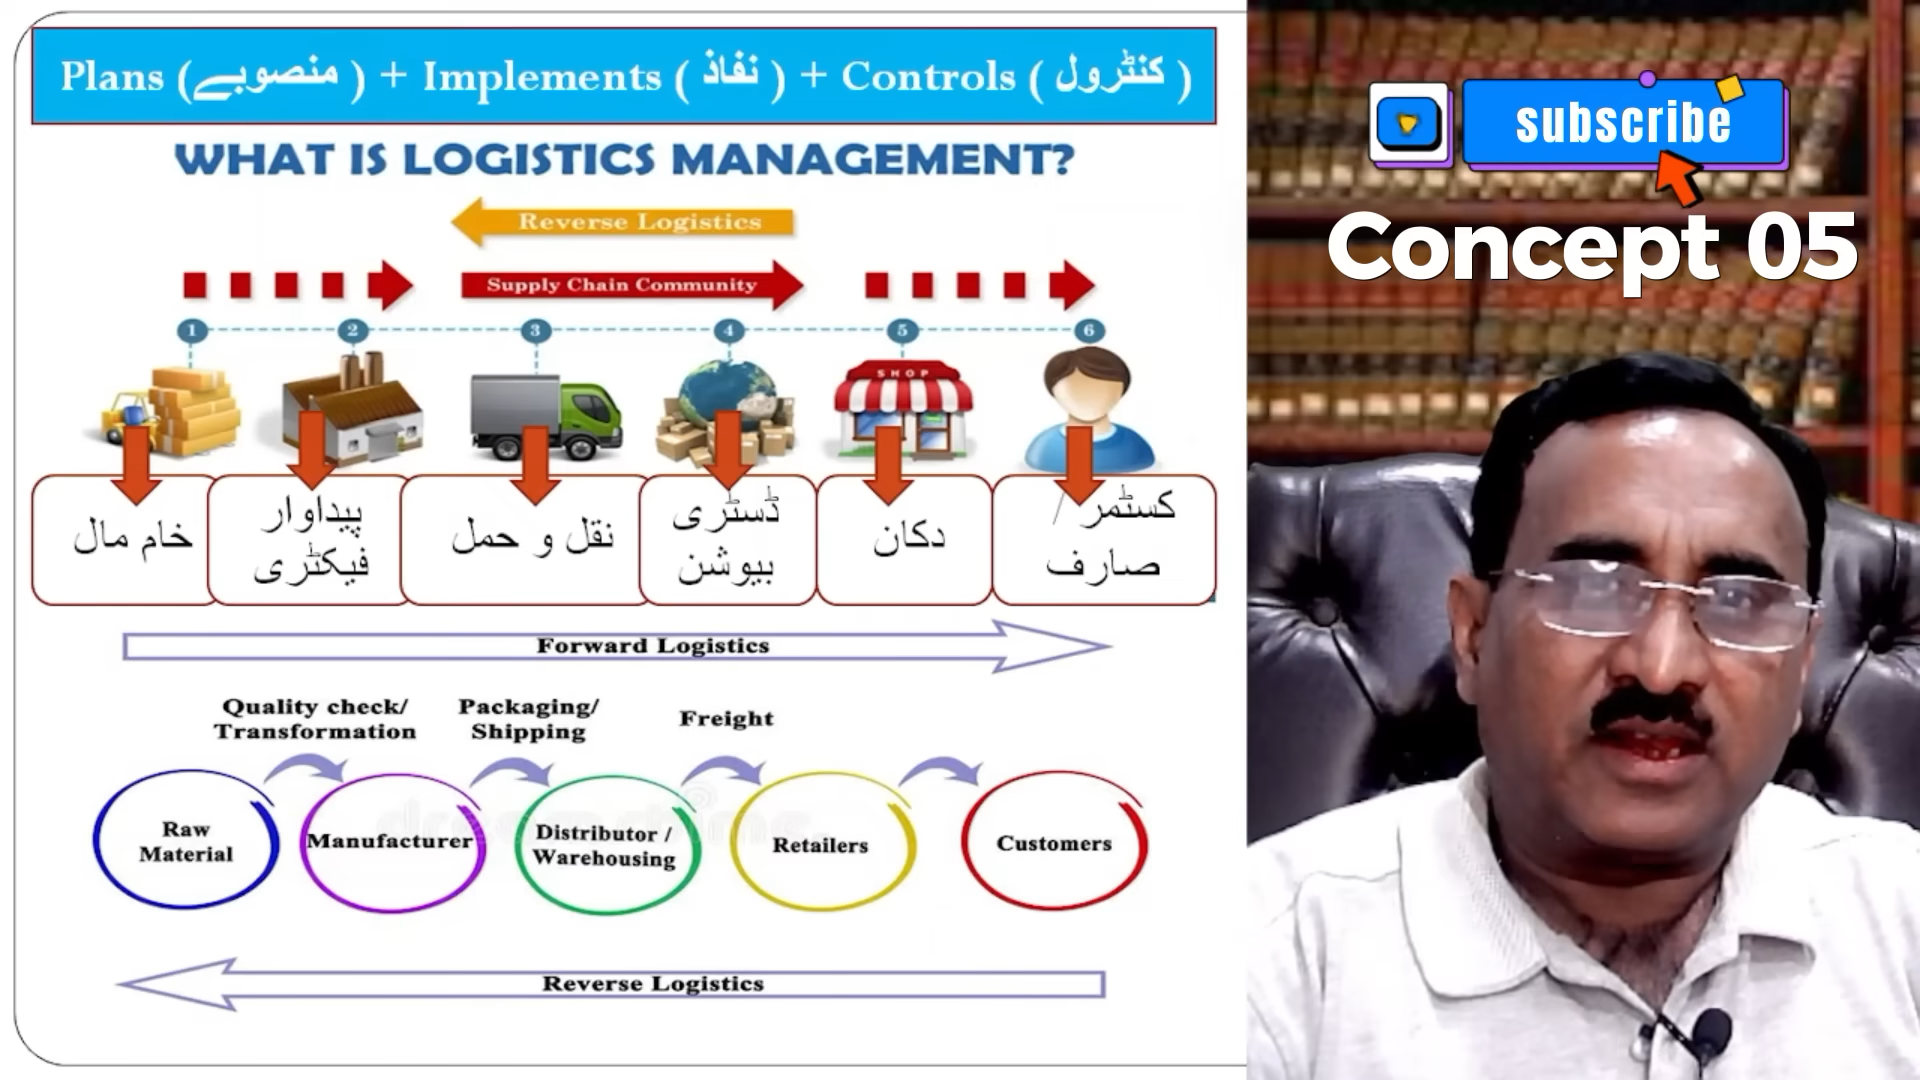 Plans (منصوبے) + Implements ( نفاذ ) + Controls ( کنٹرول )
WHAT IS LOGISTICS MANAGEMENT?
Reverse Logistics
Supply Chain Community
1 2 3 4 5 6
SHOP
خام مال
پیداوار
فیکٹری
نقل و حمل
ڈسٹری
بیوشن
دکان
کسٹمر /
صارف
Forward Logistics
Quality check/
Transformation
Packaging/
Shipping
Freight
Raw
Material
Manufacturer
Distributor /
Warehousing
Retailers
Customers
Reverse Logistics
subscribe
Concept 05